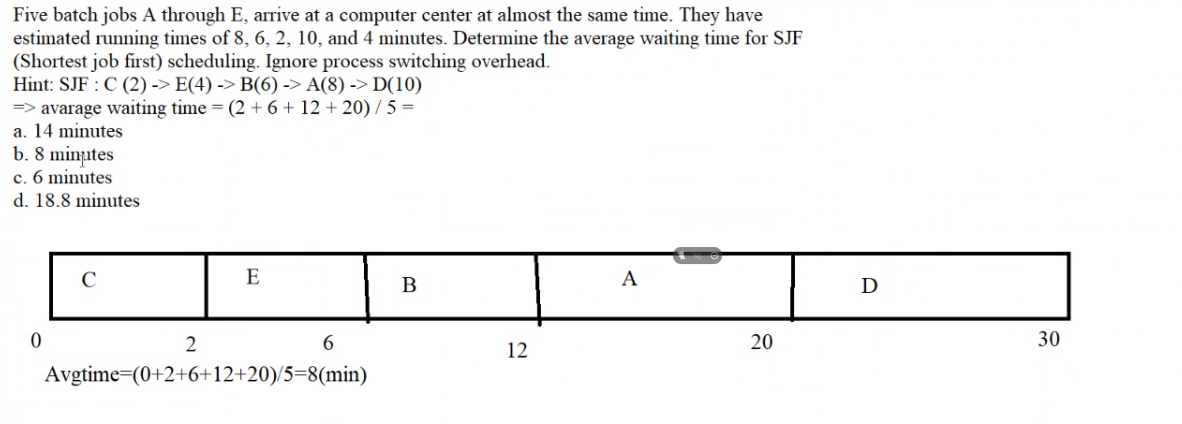 Five batch jobs A through E, arrive at a computer center at almost the same time. They have
estimated running times of 8, 6, 2, 10, and 4 minutes. Determine the average waiting time for SJF
(Shortest job first) scheduling. Ignore process switching overhead.
Hint: SJF : C (2) -> E(4) -> B(6) -> A(8) -> D(10)
=> avarage waiting time = (2 + 6 + 12 + 20) / 5 =
a. 14 minutes
b. 8 minutes
c. 6 minutes
d. 18.8 minutes
C E B A D
0 2 6 12 20 30
Avgtime=(0+2+6+12+20)/5=8(min)